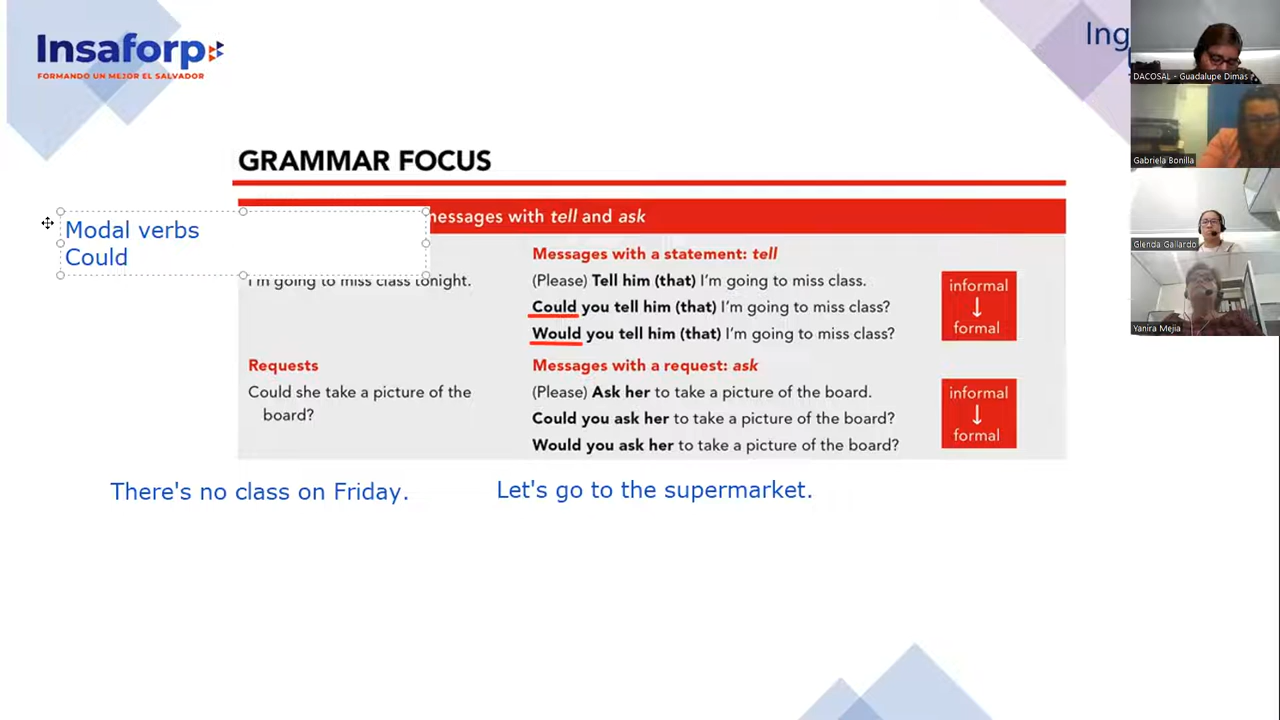 Insaforp
FORMANDO UN MEJOR EL SALVADOR
Ing
DACOSAL - Guadalupe Dimas
Gabriela Bonilla
Glenda Gallardo
Yanira Mejia
GRAMMAR FOCUS
messages with tell and ask
Modal verbs
Could
I'm going to miss class tonight.
Messages with a statement: tell
(Please) Tell him (that) I'm going to miss class.
Could you tell him (that) I'm going to miss class?
Would you tell him (that) I'm going to miss class?
informal
↓
formal
Requests
Could she take a picture of the
board?
Messages with a request: ask
(Please) Ask her to take a picture of the board.
Could you ask her to take a picture of the board?
Would you ask her to take a picture of the board?
informal
↓
formal
There's no class on Friday.
Let's go to the supermarket.